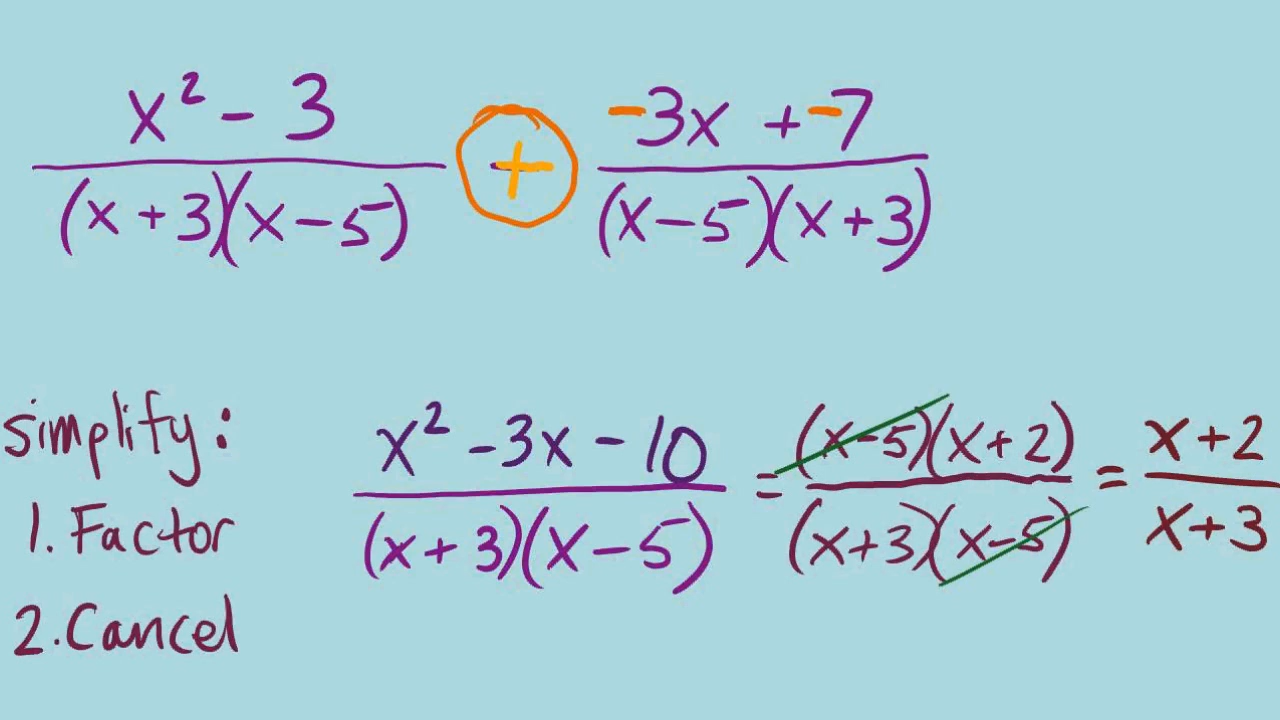 x² - 3 + -3x + -7
(x + 3)(x - 5) (x - 5)(x + 3)
simplify:
1. Factor
2. Cancel
x² - 3x - 10 = (x - 5)(x + 2) = x + 2
(x + 3)(x - 5) (x + 3)(x - 5) x + 3